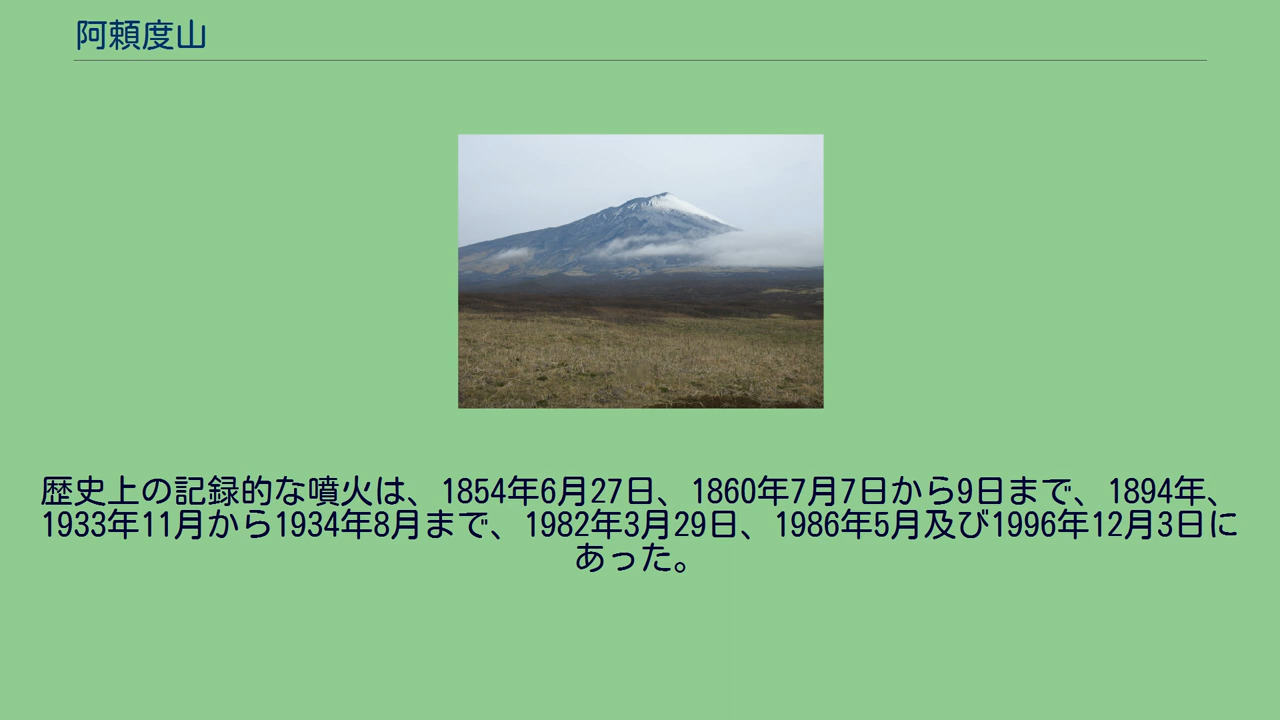 阿頼度山
歴史上の記録的な噴火は、1854年6月27日、1860年7月7日から9日まで、1894年、
1933年11月から1934年8月まで、1982年3月29日、1986年5月及び1996年12月3日に
あった。